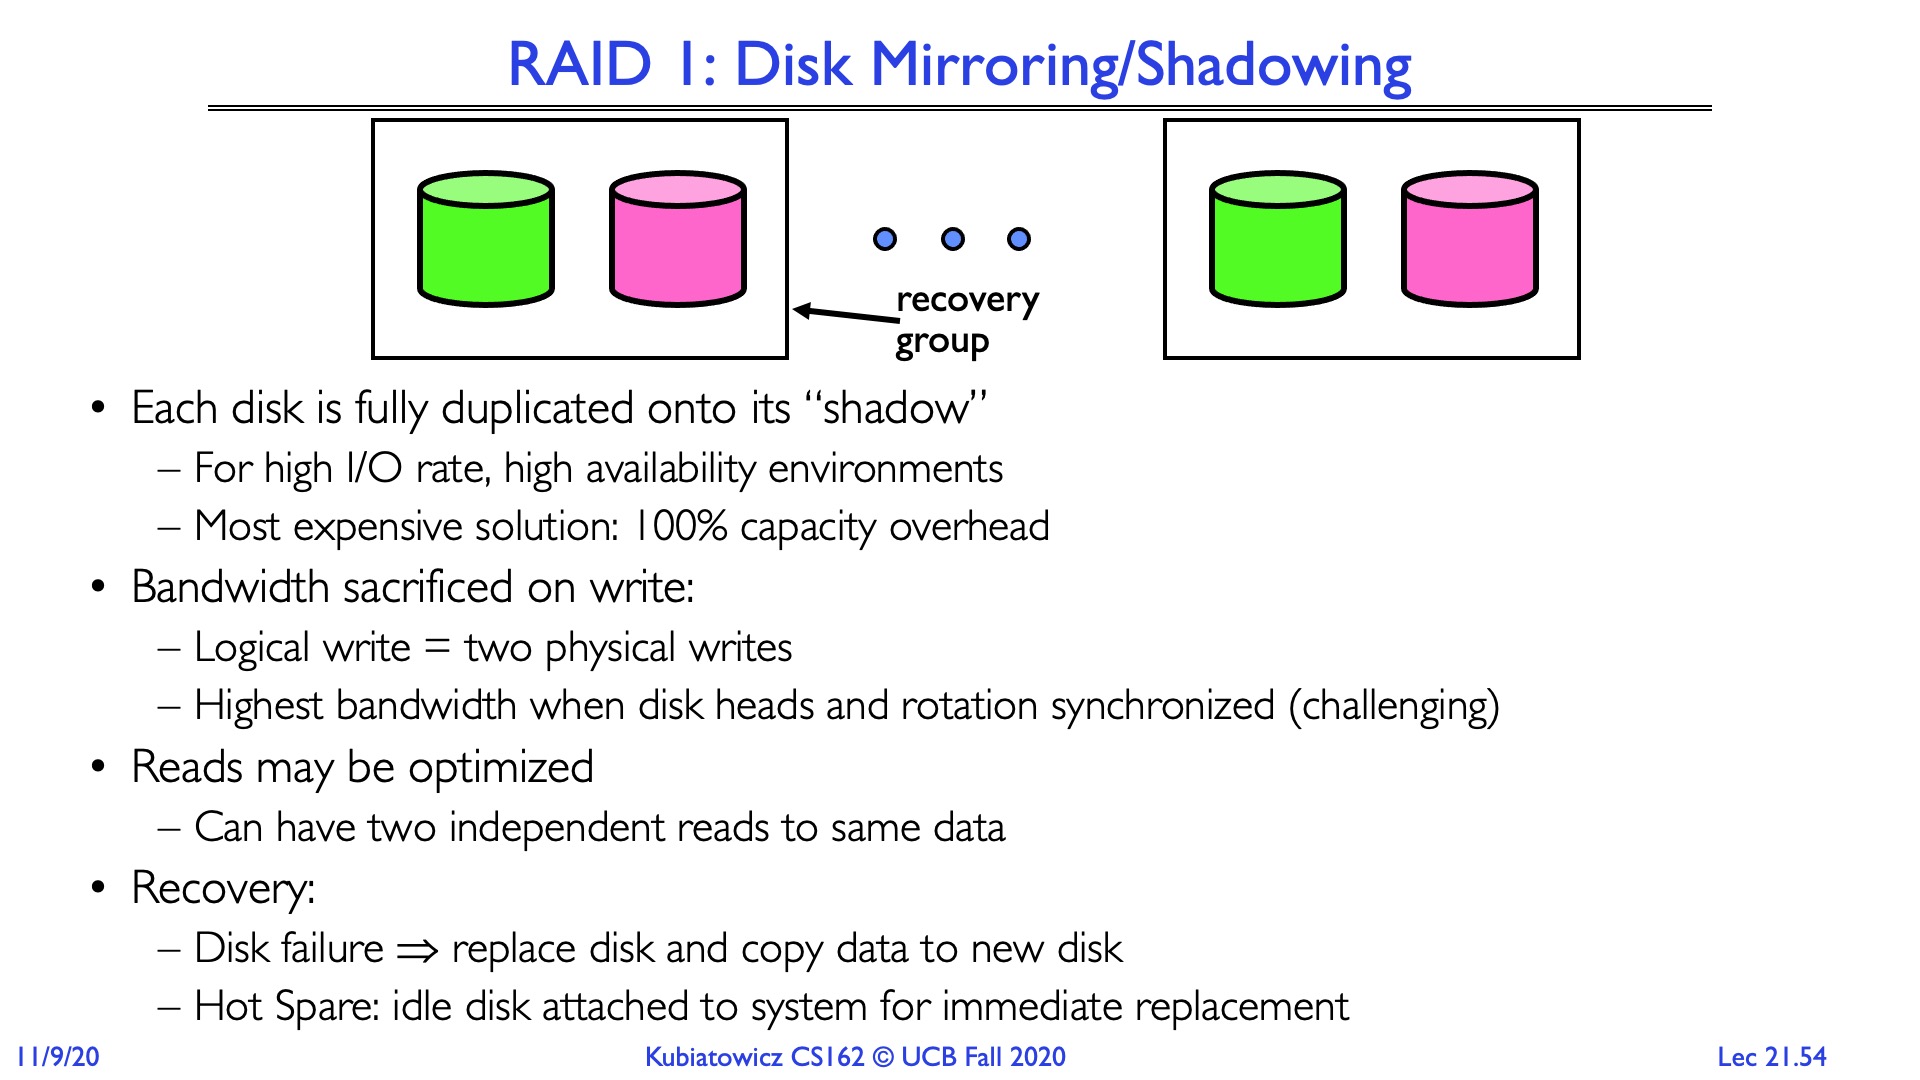 RAID 1: Disk Mirroring/Shadowing
recovery
group
• Each disk is fully duplicated onto its “shadow”
– For high I/O rate, high availability environments
– Most expensive solution: 100% capacity overhead
• Bandwidth sacrificed on write:
– Logical write = two physical writes
– Highest bandwidth when disk heads and rotation synchronized (challenging)
• Reads may be optimized
– Can have two independent reads to same data
• Recovery:
– Disk failure ⇒ replace disk and copy data to new disk
– Hot Spare: idle disk attached to system for immediate replacement
11/9/20
Kubiatowicz CS162 © UCB Fall 2020
Lec 21.54